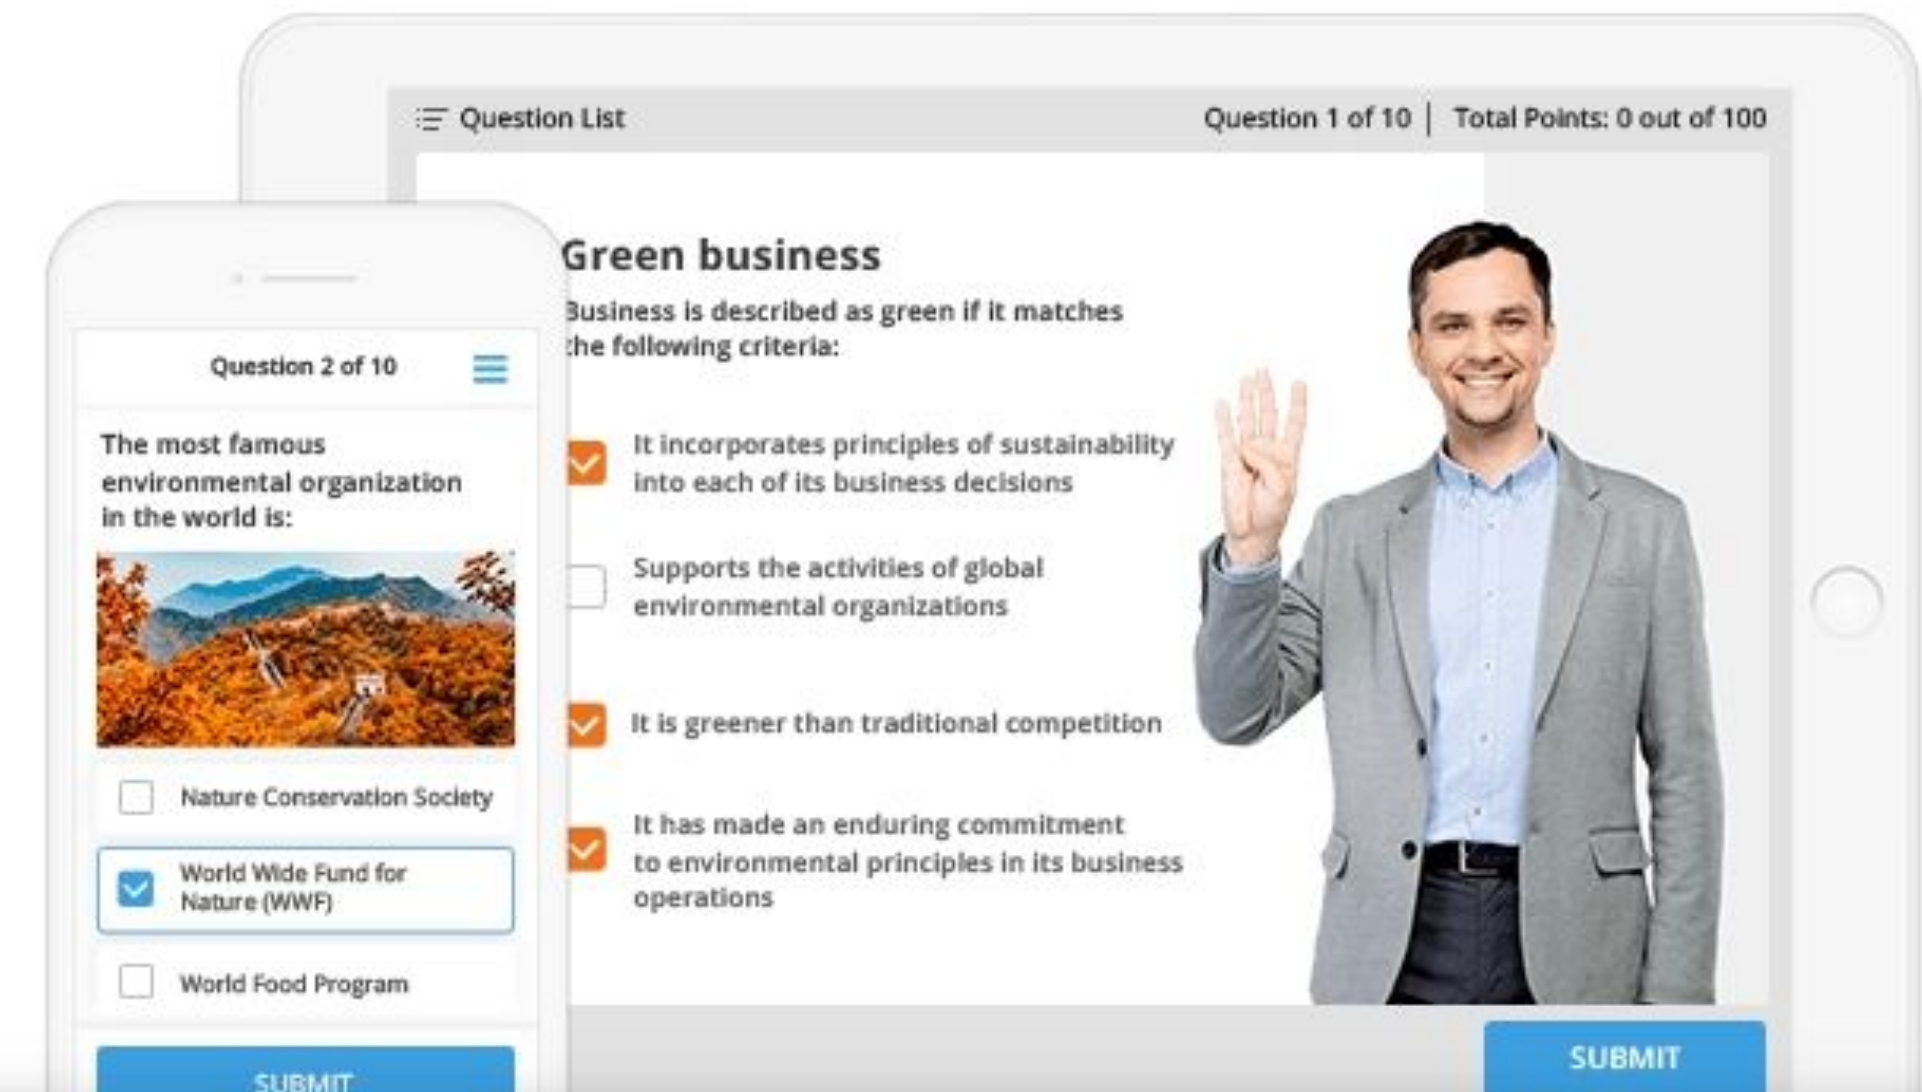 Question List
Question 1 of 10 | Total Points: 0 out of 100
Green business
Business is described as green if it matches
the following criteria:
It incorporates principles of sustainability
into each of its business decisions
Supports the activities of global
environmental organizations
It is greener than traditional competition
It has made an enduring commitment
to environmental principles in its business
operations
SUBMIT
Question 2 of 10
The most famous
environmental organization
in the world is:
Nature Conservation Society
World Wide Fund for
Nature (WWF)
World Food Program
SUBMIT